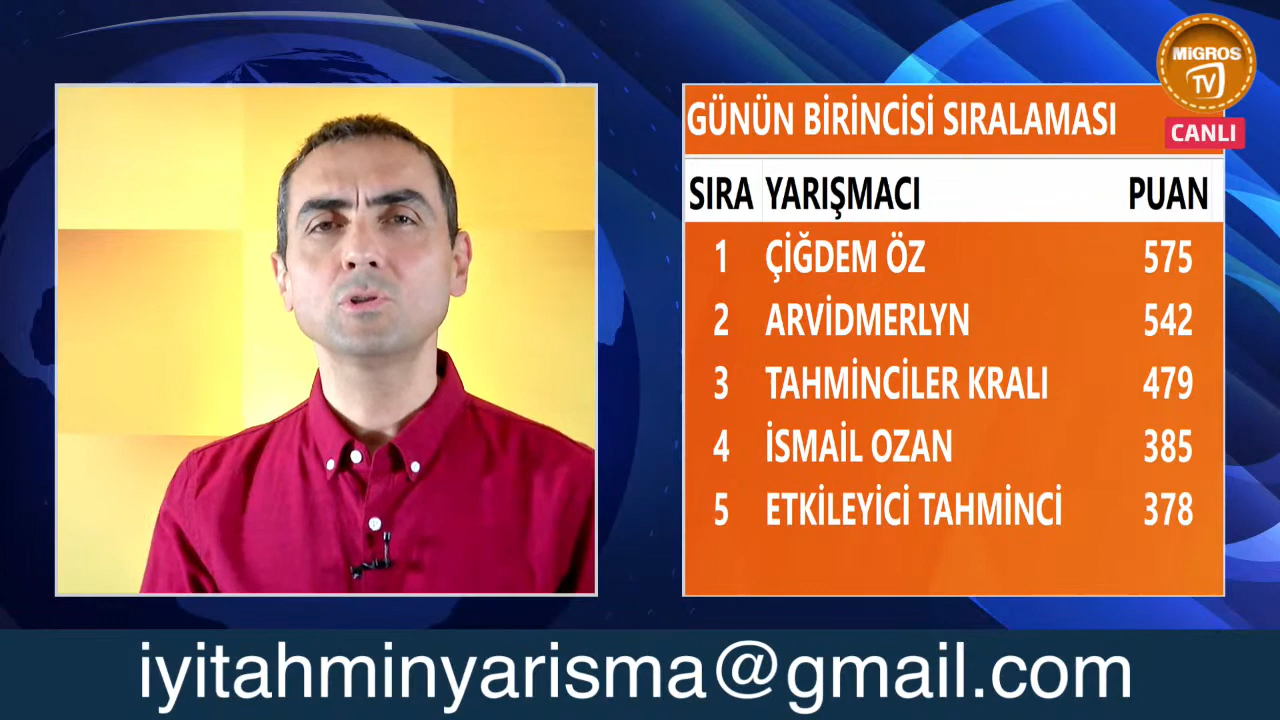 MiGROS
TV
CANLI
GÜNÜN BİRİNCİSİ SIRALAMASI
SIRA YARIŞMACI PUAN
1 ÇİĞDEM ÖZ 575
2 ARVİDMERLYN 542
3 TAHMİNCİLER KRALI 479
4 İSMAİL OZAN 385
5 ETKİLEYİCİ TAHMİNCİ 378
iyitahminyarisma@gmail.com